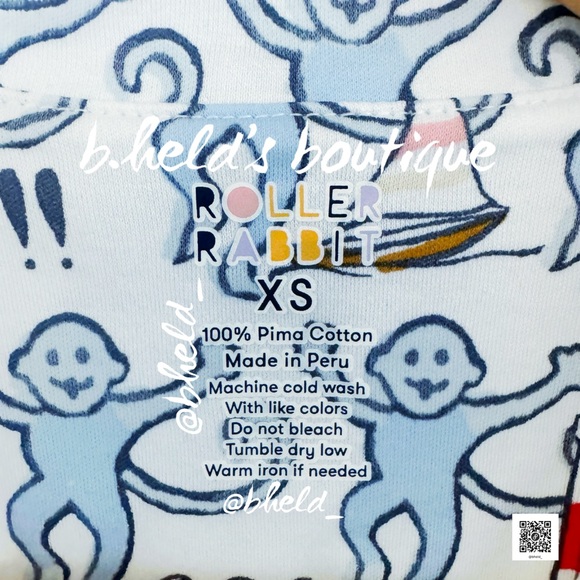 b.held's boutique
ROLLER
RABBIT
XS
100% Pima Cotton
Made in Peru
Machine cold wash
With like colors
Do not bleach
Tumble dry low
Warm iron if needed
@bheld_
@bheld_